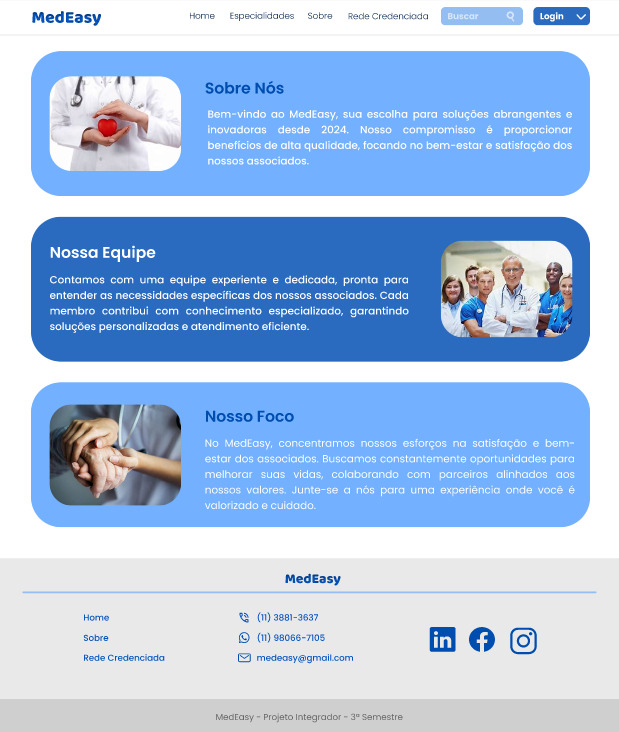 MedEasy
Home Especialidades Sobre Rede Credenciada Buscar Login
Sobre Nós
Bem-vindo ao MedEasy, sua escolha para soluções abrangentes e
inovadoras desde 2024. Nosso compromisso é proporcionar
benefícios de alta qualidade, focando no bem-estar e satisfação dos
nossos associados.
Nossa Equipe
Contamos com uma equipe experiente e dedicada, pronta para
entender as necessidades específicas dos nossos associados. Cada
membro contribui com conhecimento especializado, garantindo
soluções personalizadas e atendimento eficiente.
Nosso Foco
No MedEasy, concentramos nossos esforços na satisfação e bem-
estar dos associados. Buscamos constantemente oportunidades para
melhorar suas vidas, colaborando com parceiros alinhados aos
nossos valores. Junte-se a nós para uma experiência onde você é
valorizado e cuidado.
MedEasy
Home
Sobre
Rede Credenciada
(11) 3881-3637
(11) 98066-7105
medeasy@gmail.com
MedEasy - Projeto Integrador - 3º Semestre